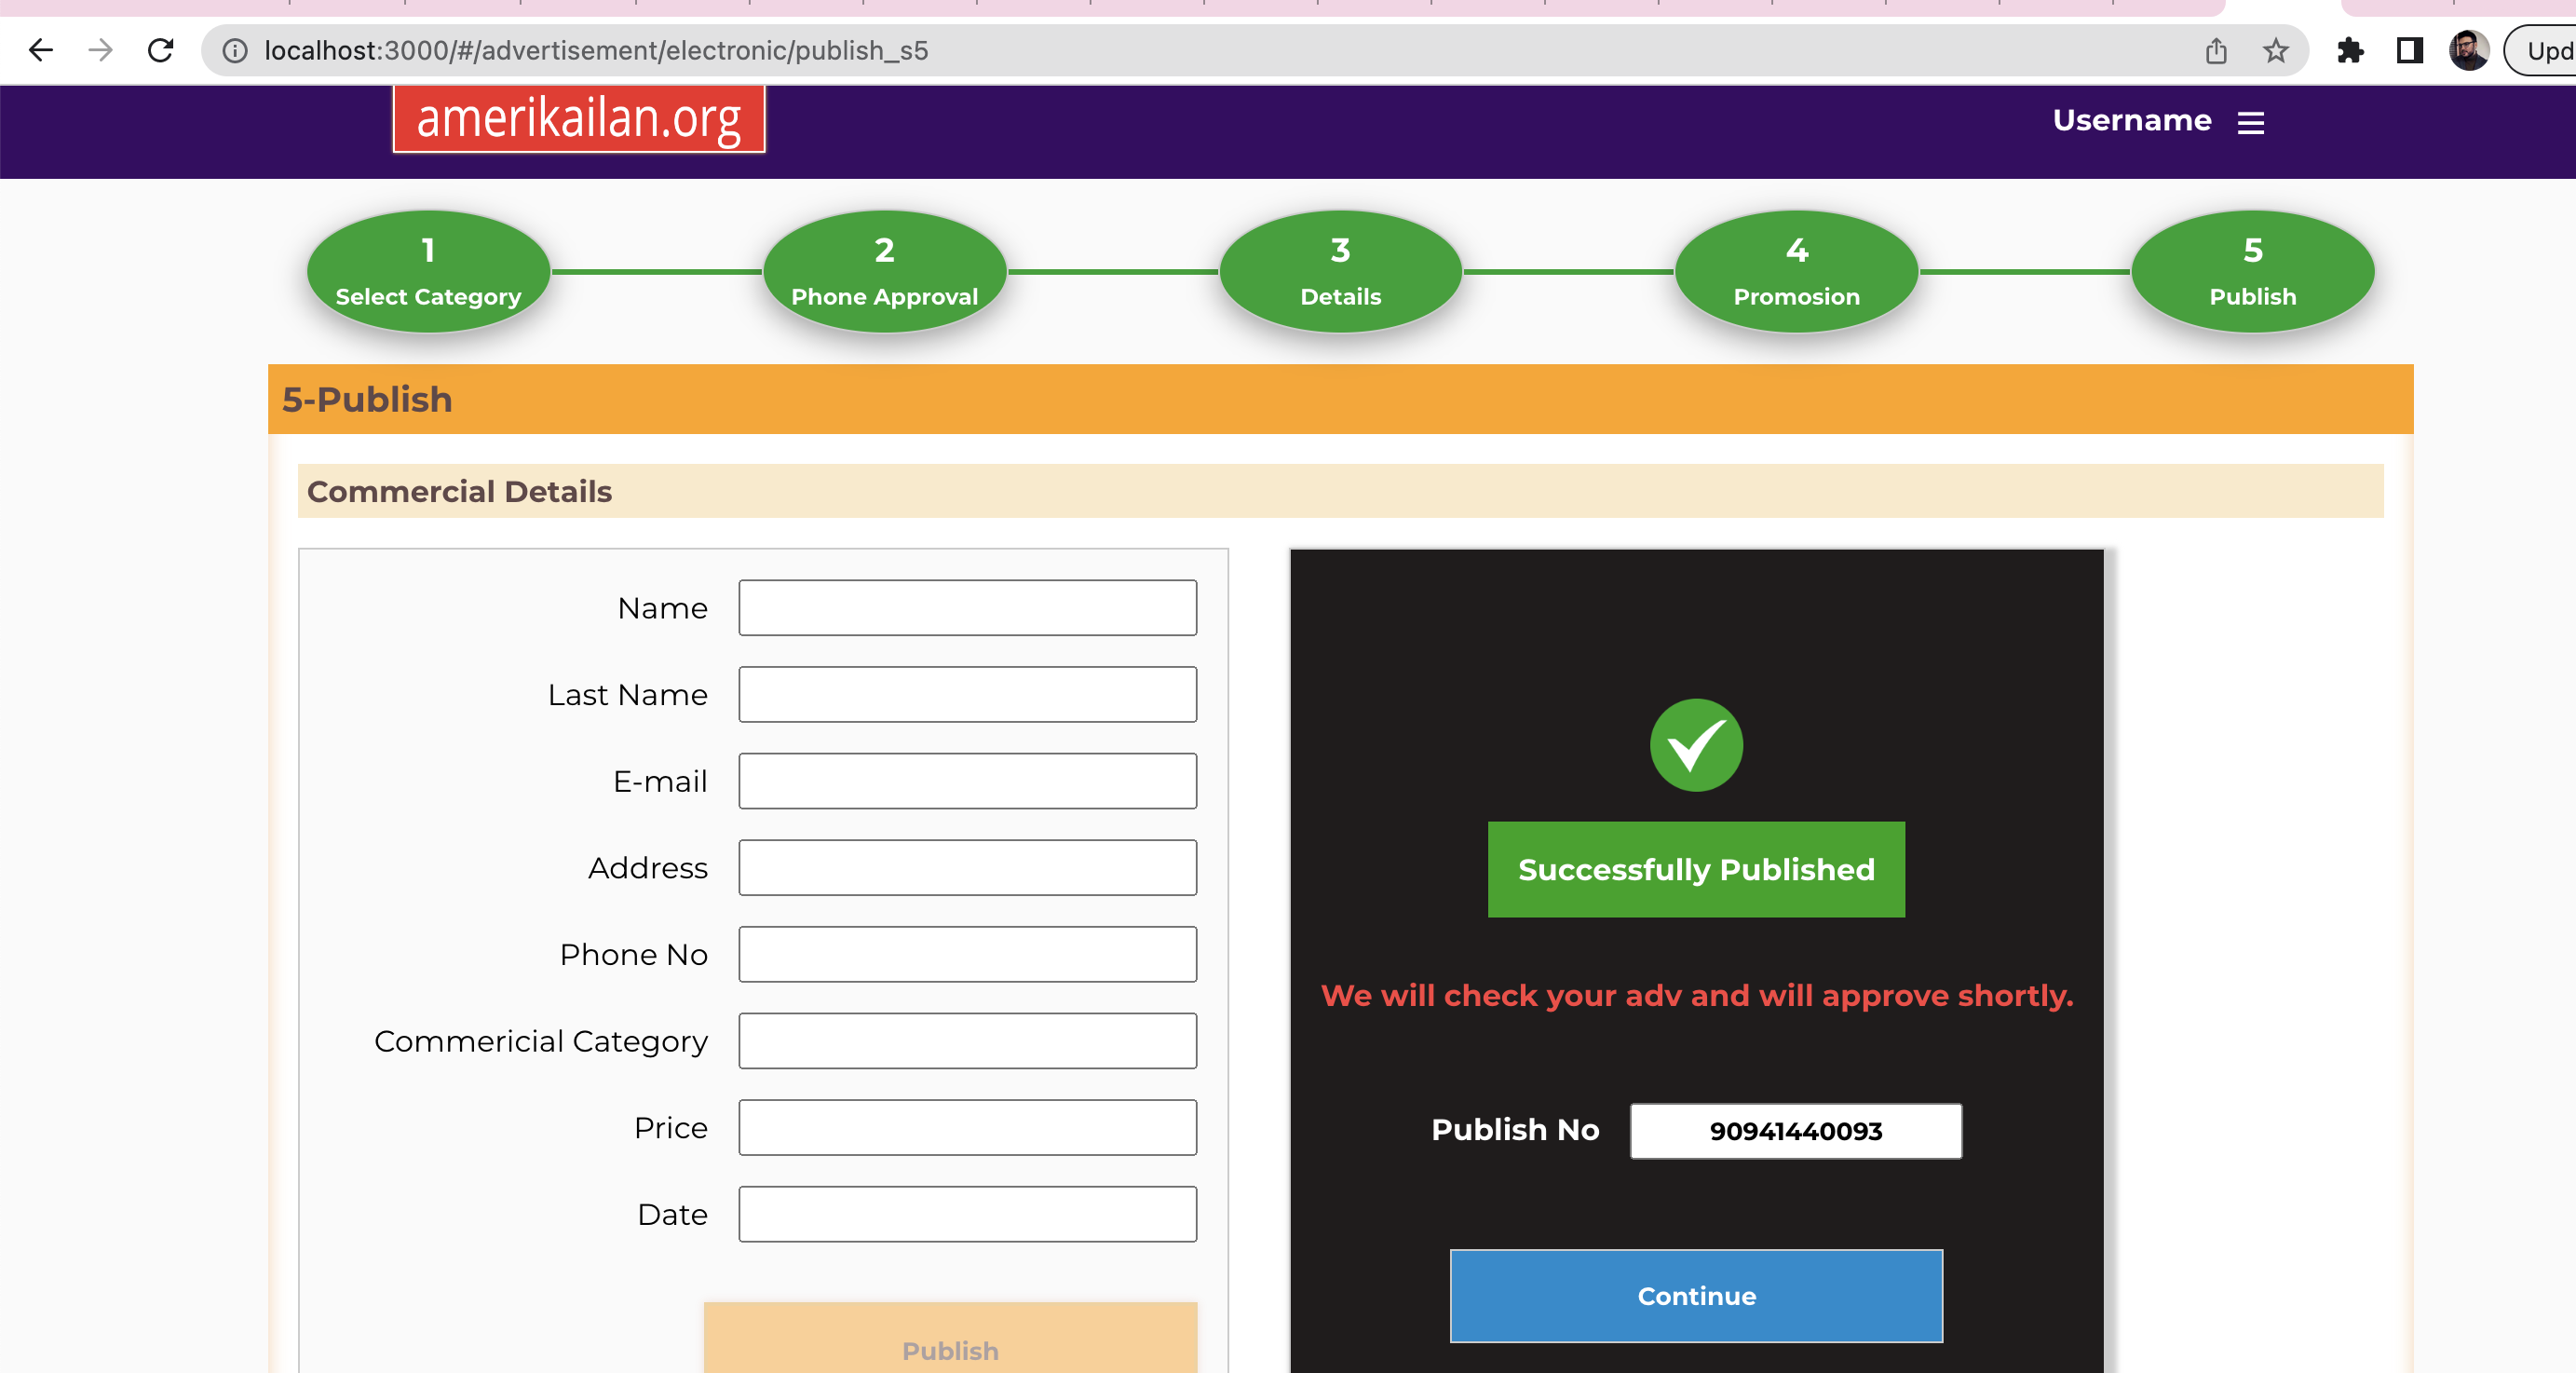 localhost:3000/#/advertisement/electronic/publish_s5
Upd
amerikailan.org
Username
1
Select Category
2
Phone Approval
3
Details
4
Promosion
5
Publish
5-Publish
Commercial Details
Name
Last Name
E-mail
Address
Phone No
Commericial Category
Price
Date
Publish
Successfully Published
We will check your adv and will approve shortly.
Publish No
90941440093
Continue